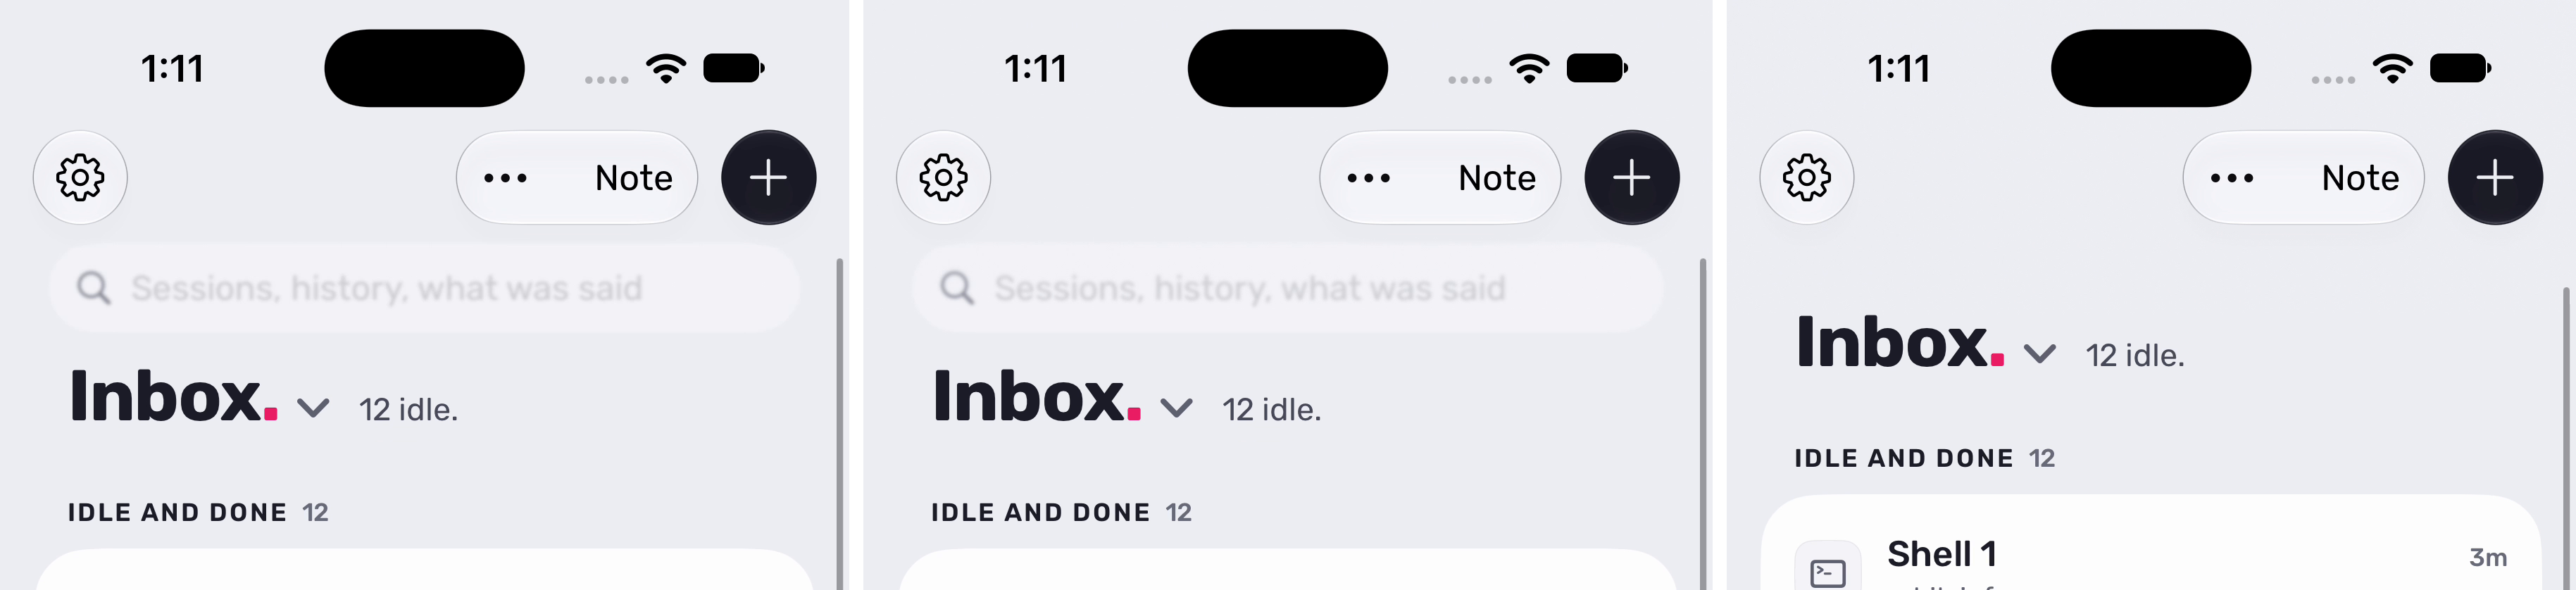 1:11
Note
Sessions, history, what was said
Inbox. 12 idle.
IDLE AND DONE 12
1:11
Note
Sessions, history, what was said
Inbox. 12 idle.
IDLE AND DONE 12
1:11
Note
Inbox. 12 idle.
IDLE AND DONE 12
Shell 1 3m